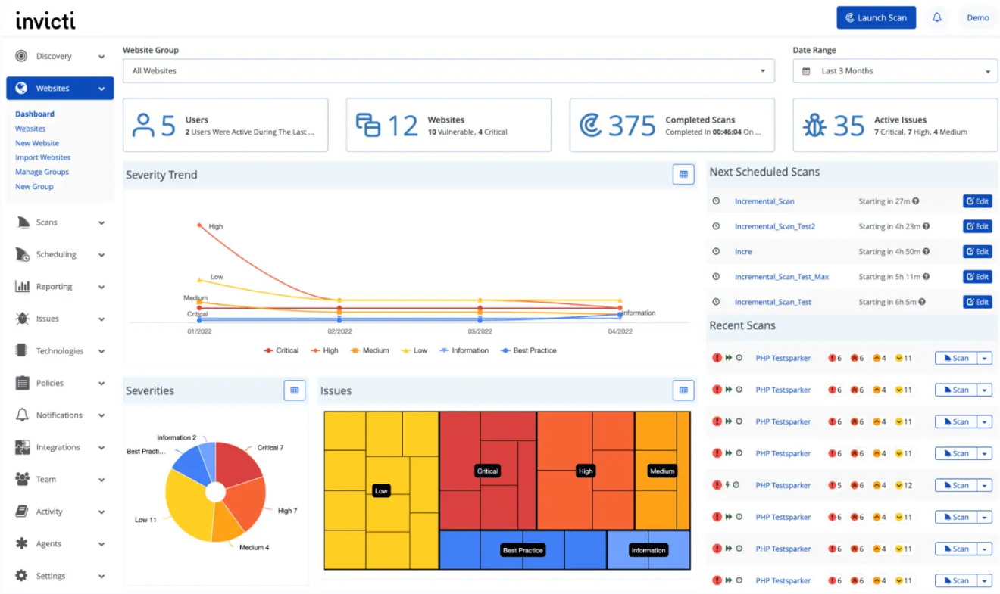 invicti
Launch Scan
Demo
Discovery
Websites
Dashboard
Websites
New Website
Import Websites
Manage Groups
New Group
Scans
Scheduling
Reporting
Issues
Technologies
Policies
Notifications
Integrations
Team
Activity
Agents
Settings
Website Group
All Websites
Date Range
Last 3 Months
5 Users
2 Users Were Active During The Last ...
12 Websites
10 Vulnerable, 4 Critical
375 Completed Scans
Completed In 00:46:04 On ...
35 Active Issues
7 Critical, 7 High, 4 Medium
Severity Trend
High
Low
Medium
Critical
Information
01/2022 02/2022 03/2022 04/2022
Critical High Medium Low Information Best Practice
Severities
Information 2
Best Practi...
Critical 7
High 7
Low 11
Medium 4
Issues
Low
Critical
High
Medium
Best Practice
Information
Next Scheduled Scans
Incremental_Scan Starting in 27m Edit
Incremental_Scan_Test2 Starting in 4h 23m Edit
Incre Starting in 4h 50m Edit
Incremental_Scan_Test_Max Starting in 5h 11m Edit
Incremental_Scan_Test Starting in 6h 5m Edit
Recent Scans
PHP Testsparker 6 6 4 11 Scan
PHP Testsparker 6 6 4 11 Scan
PHP Testsparker 6 6 4 11 Scan
PHP Testsparker 6 6 4 11 Scan
PHP Testsparker 5 6 4 12 Scan
PHP Testsparker 6 6 4 11 Scan
PHP Testsparker 6 6 4 11 Scan
PHP Testsparker 6 6 4 11 Scan